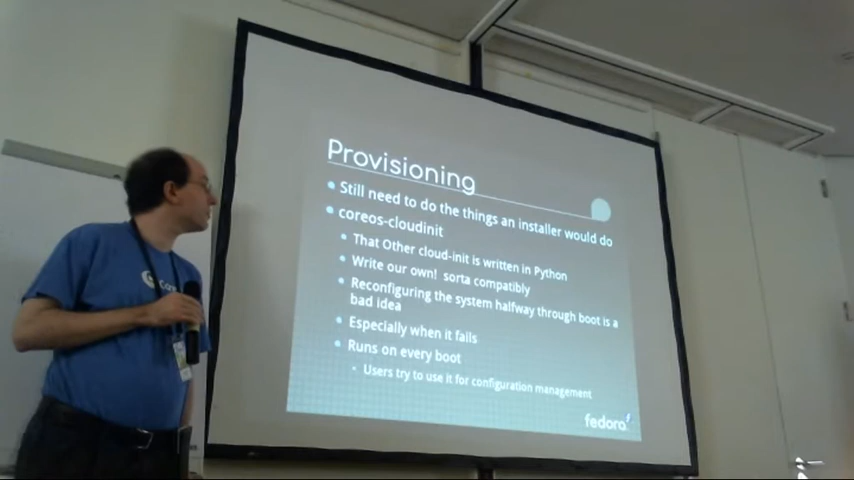 Provisioning
Still need to do the things an installer would do
coreos-cloudinit
That Other cloud-init is written in Python
Write our own! sorta compatibly
Reconfiguring the system halfway through boot is a
bad idea
Especially when it fails
Runs on every boot
Users try to use it for configuration management
fedora